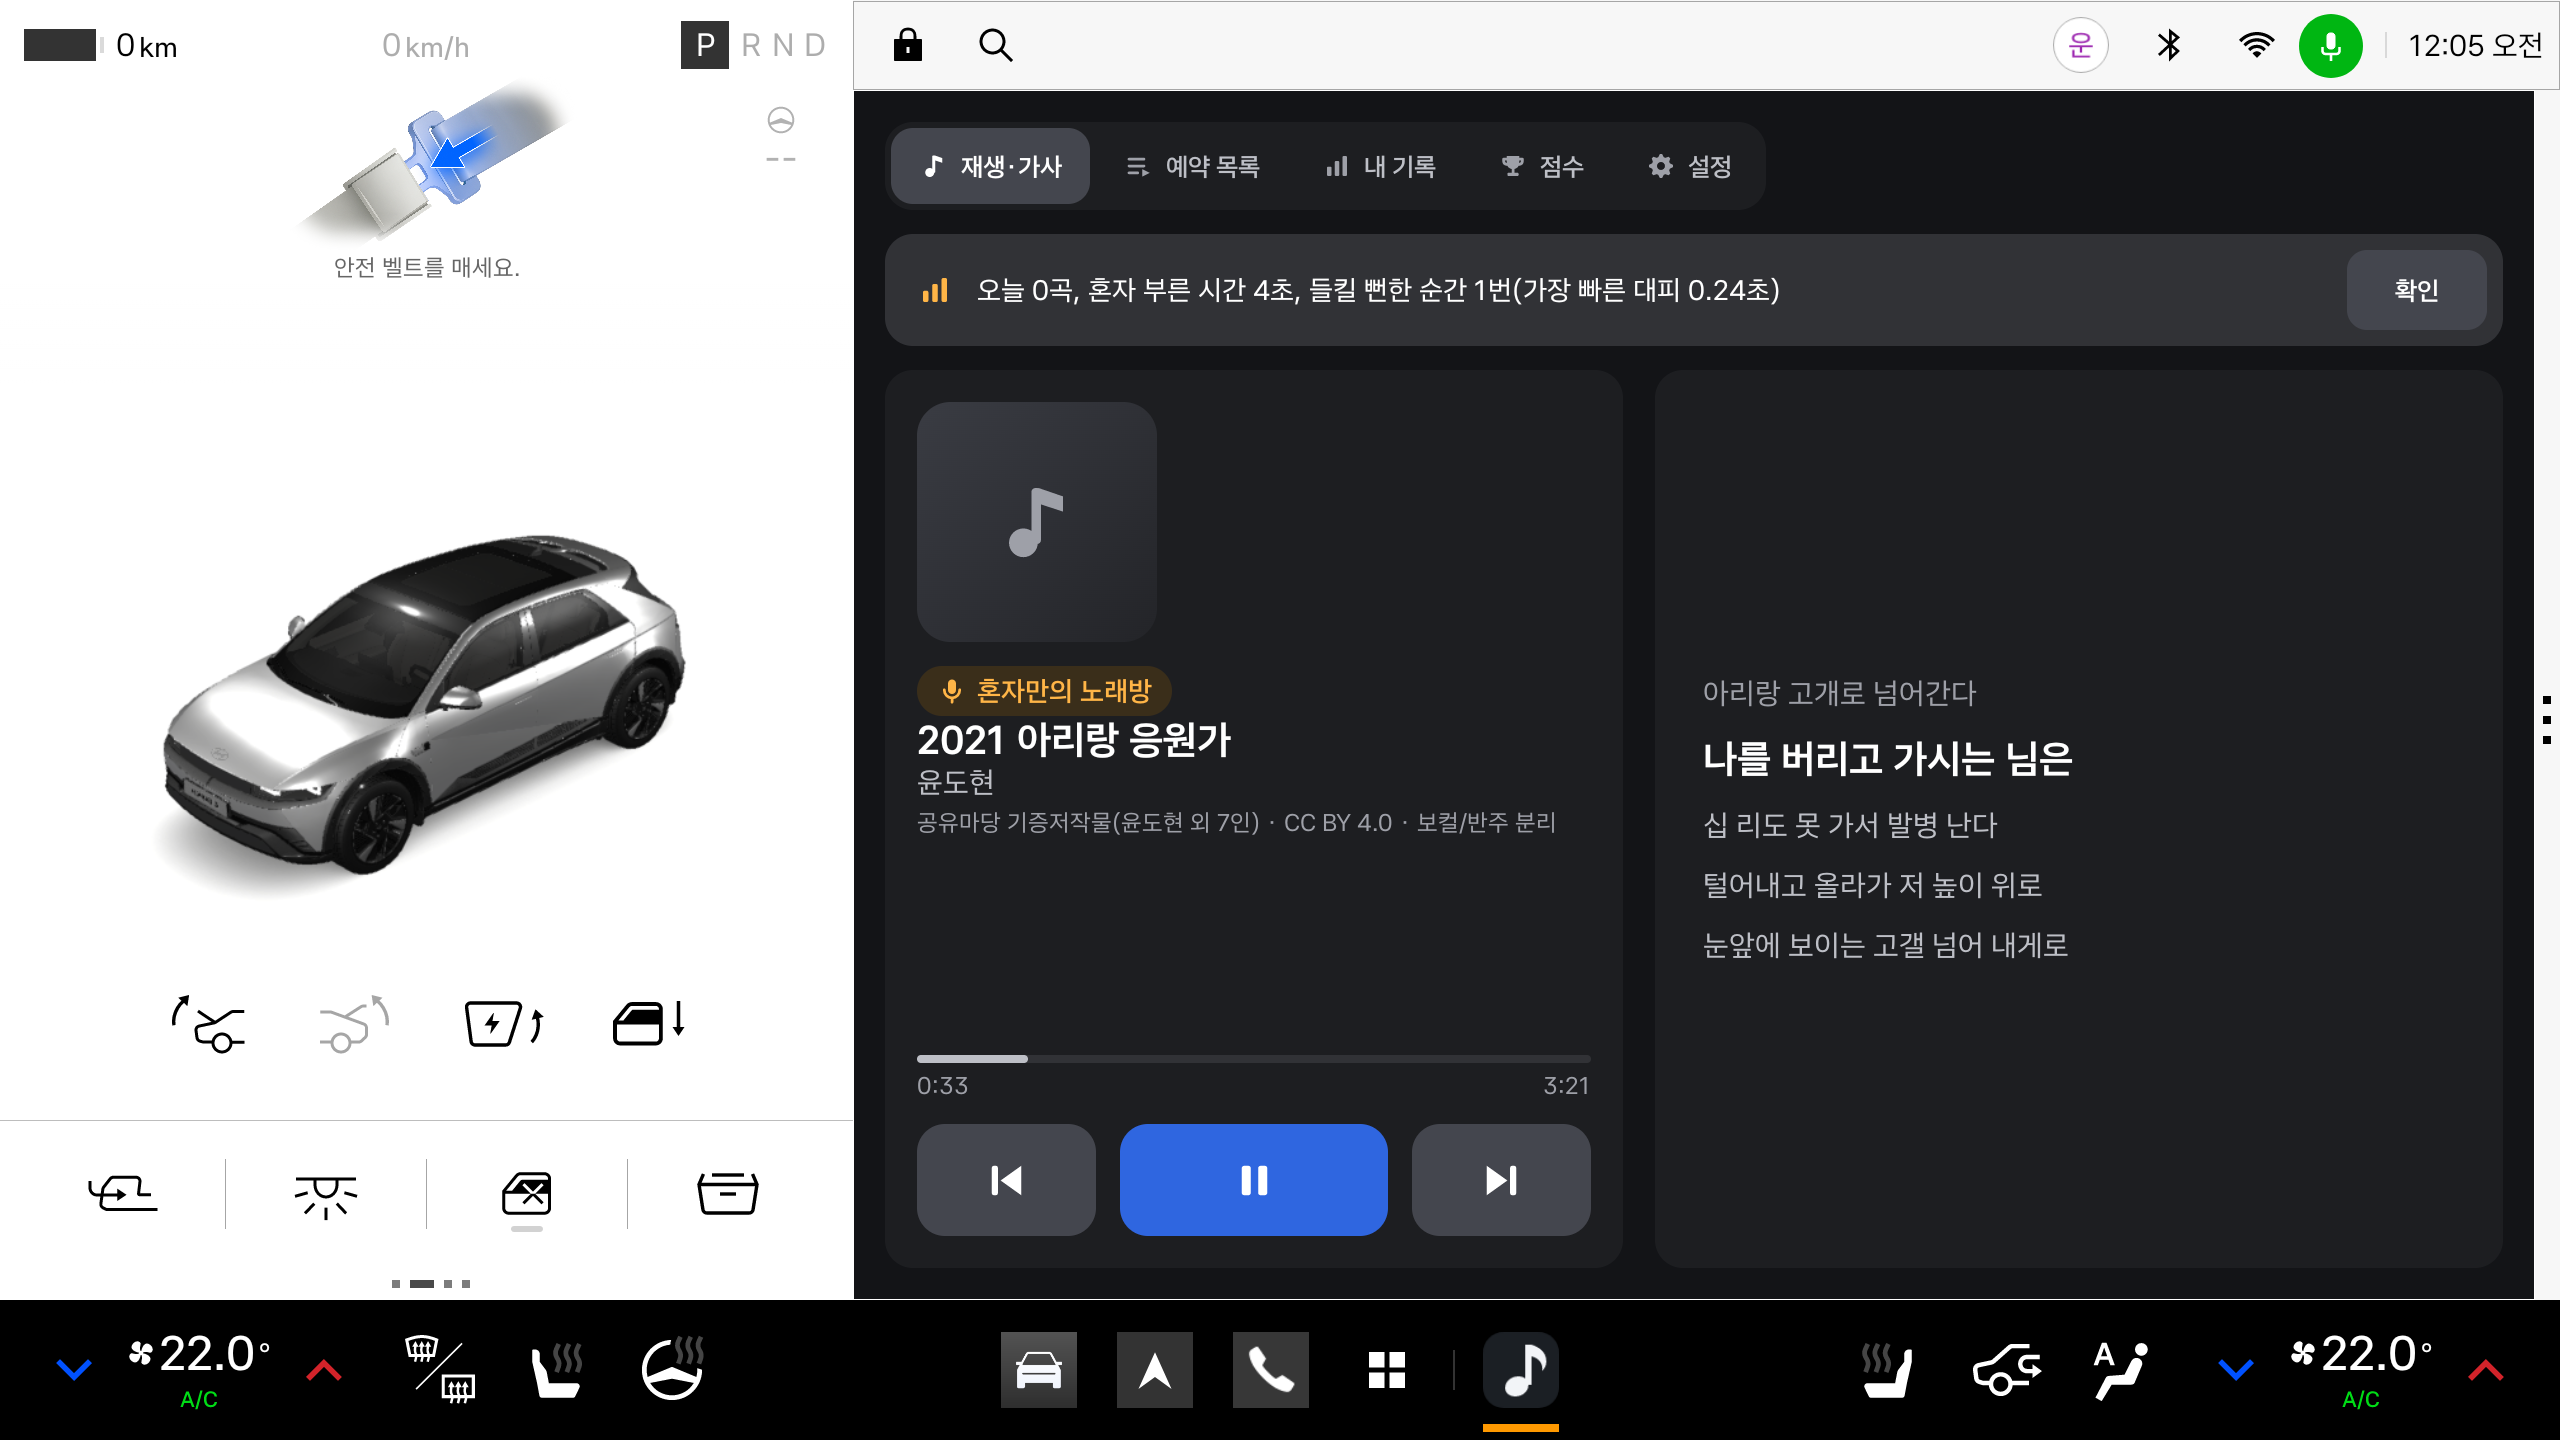 0 km
0 km/h
P R N D
운
12:05 오전
안전 벨트를 매세요.
재생·가사
예약 목록
내 기록
점수
설정
오늘 0곡, 혼자 부른 시간 4초, 들킬 뻔한 순간 1번(가장 빠른 대피 0.24초)
확인
혼자만의 노래방
2021 아리랑 응원가
윤도현
공유마당 기증저작물(윤도현 외 7인) · CC BY 4.0 · 보컬/반주 분리
0:33
3:21
아리랑 고개로 넘어간다
나를 버리고 가시는 님은
십 리도 못 가서 발병 난다
털어내고 올라가 저 높이 위로
눈앞에 보이는 고갤 넘어 내게로
22.0°
A/C
A
22.0°
A/C